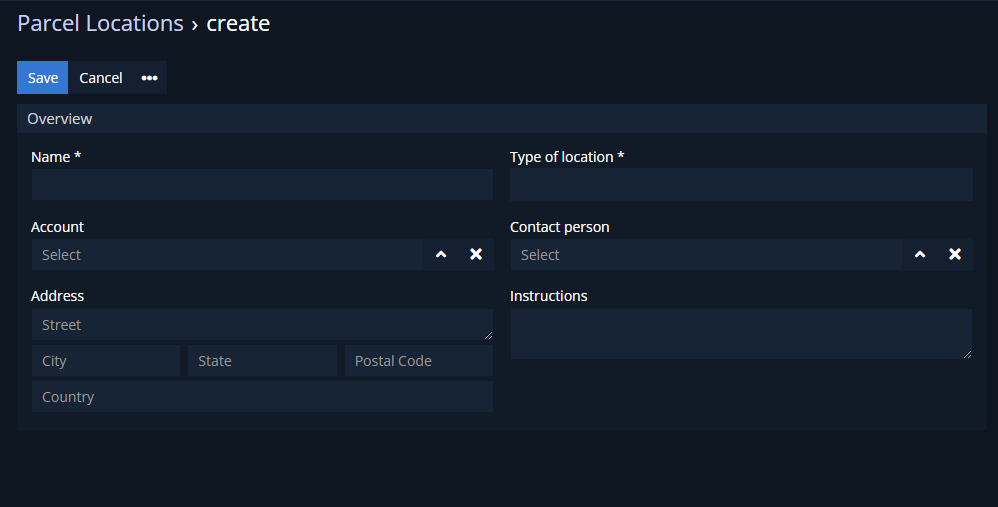 Parcel Locations › create
Save Cancel •••
Overview
Name * Type of location *
Account Contact person
Select Select
Address Instructions
Street
City State Postal Code
Country